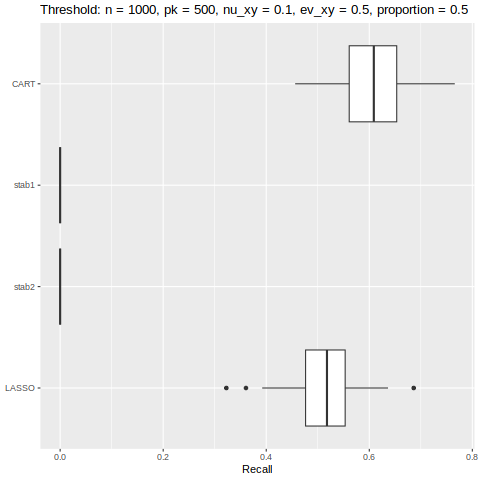 Threshold: n = 1000, pk = 500, nu_xy = 0.1, ev_xy = 0.5, proportion = 0.5
CART
stab1
stab2
LASSO
0.0 0.2 0.4 0.6 0.8
Recall